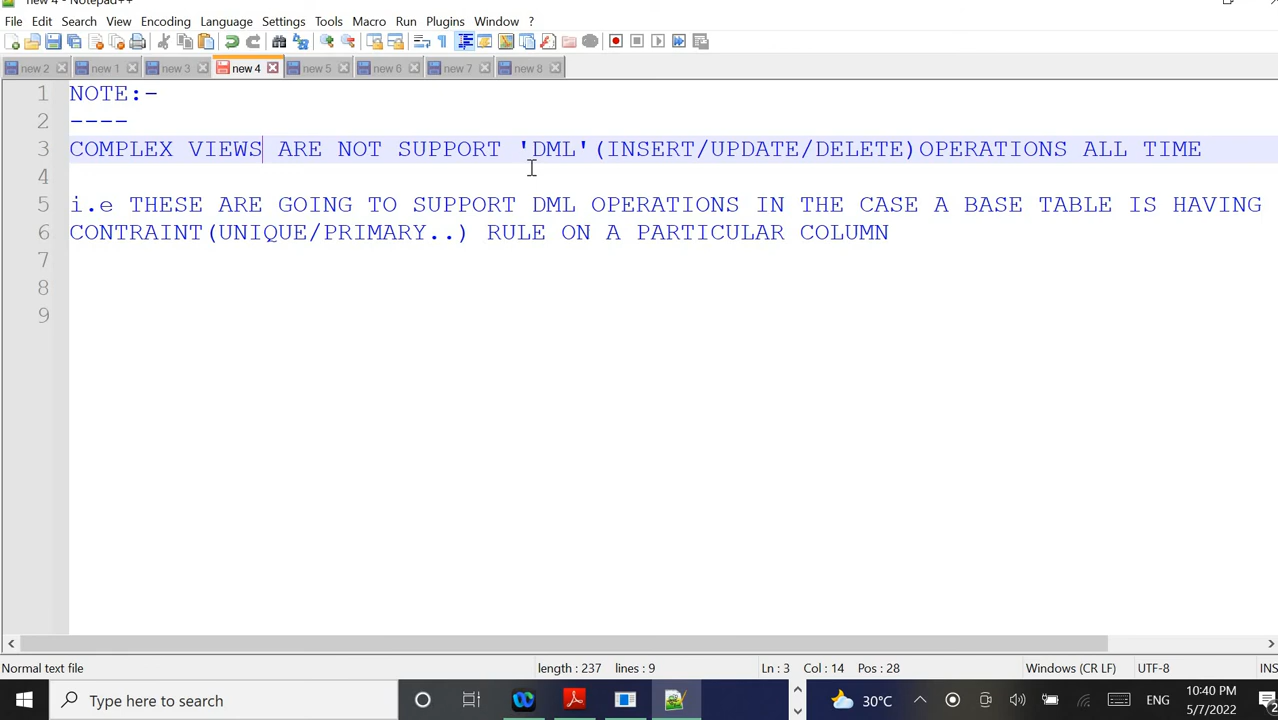 new 4 - Notepad++
File Edit Search View Encoding Language Settings Tools Macro Run Plugins Window ?
new 2 new 1 new 3 new 4 new 5 new 6 new 7 new 8
1 NOTE:-
2 ----
3 COMPLEX VIEWS ARE NOT SUPPORT 'DML'(INSERT/UPDATE/DELETE)OPERATIONS ALL TIME
4
5 i.e THESE ARE GOING TO SUPPORT DML OPERATIONS IN THE CASE A BASE TABLE IS HAVING
6 CONTRAINT(UNIQUE/PRIMARY..) RULE ON A PARTICULAR COLUMN
7
8
9
Normal text file length : 237 lines : 9 Ln : 3 Col : 14 Pos : 28 Windows (CR LF) UTF-8 INS
Type here to search 30°C ENG 10:40 PM
5/7/2022 2